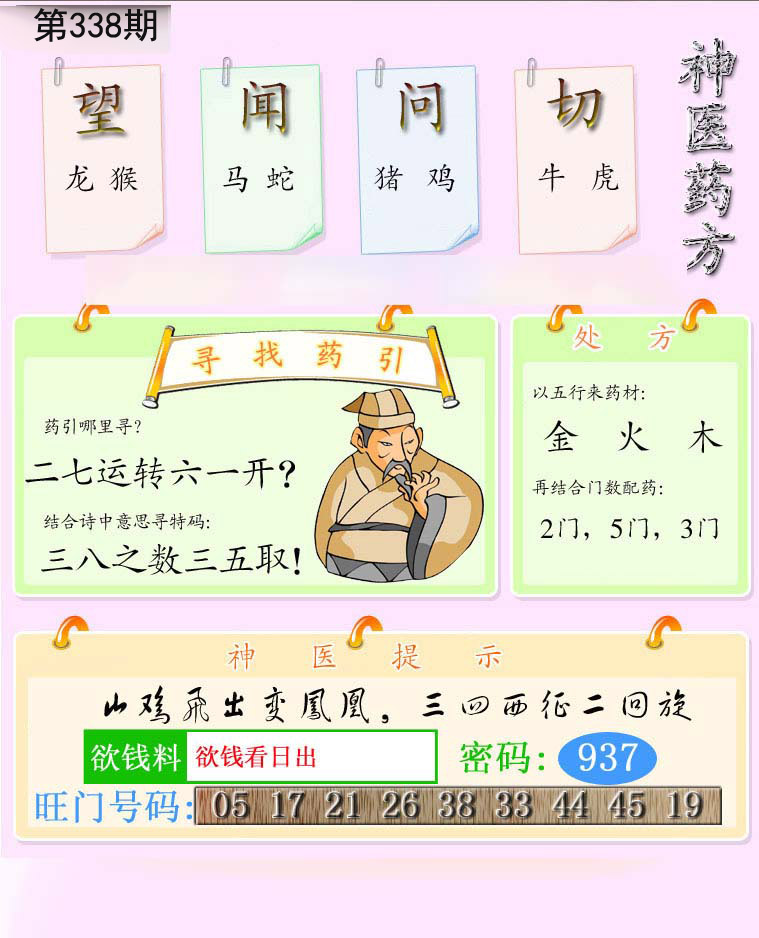 第338期
望
龙 猴
闻
马 蛇
问
猪 鸡
切
牛 虎
神医药方
寻找药引
药引哪里寻?
二七运转六一开?
结合诗中意思寻特码:
三八之数三五取!
处 方
以五行来药材:
金 火 木
再结合门数配药:
2门, 5门, 3门
神 医 提 示
山鸡飛出变鳳凰, 三四西征二回旋
欲钱料 欲钱看日出
密码: 937
旺门号码: 05 17 21 26 38 33 44 45 19